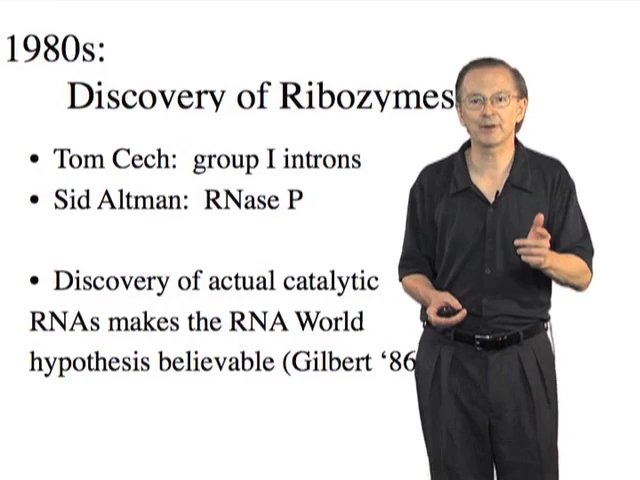 1980s:
Discovery of Ribozymes
• Tom Cech: group I introns
• Sid Altman: RNase P
• Discovery of actual catalytic
RNAs makes the RNA World
hypothesis believable (Gilbert ‘86